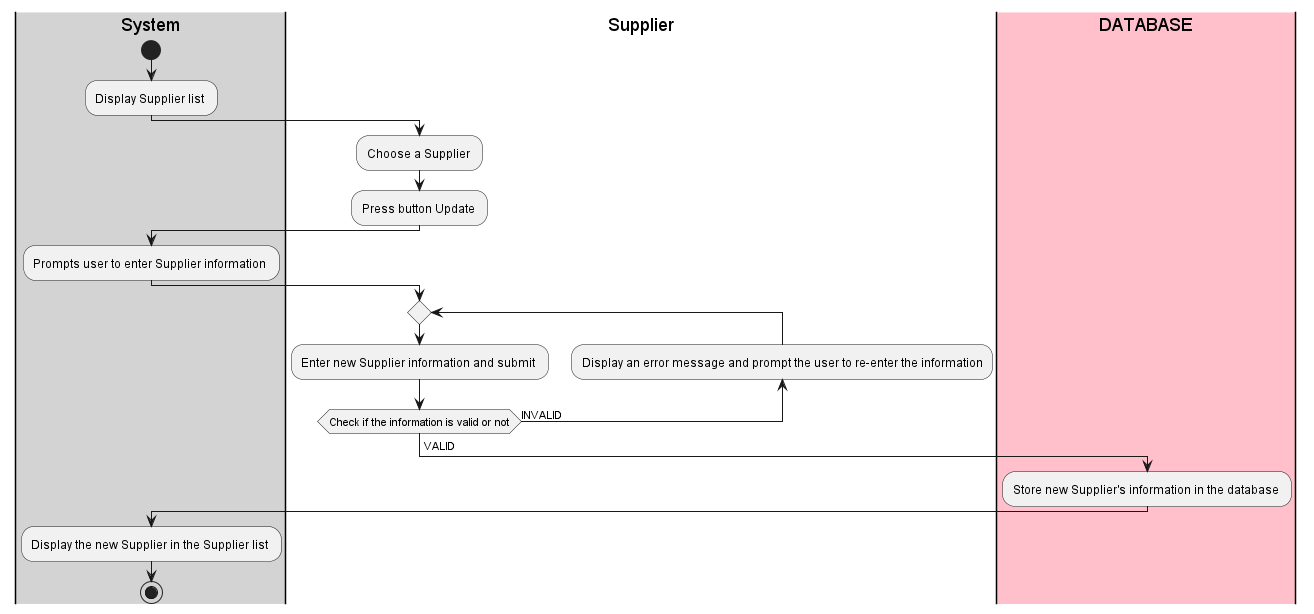 System
Supplier
DATABASE
Display Supplier list
Choose a Supplier
Press button Update
Prompts user to enter Supplier information
Enter new Supplier information and submit
Display an error message and prompt the user to re-enter the information
Check if the information is valid or not
INVALID
VALID
Store new Supplier's information in the database
Display the new Supplier in the Supplier list